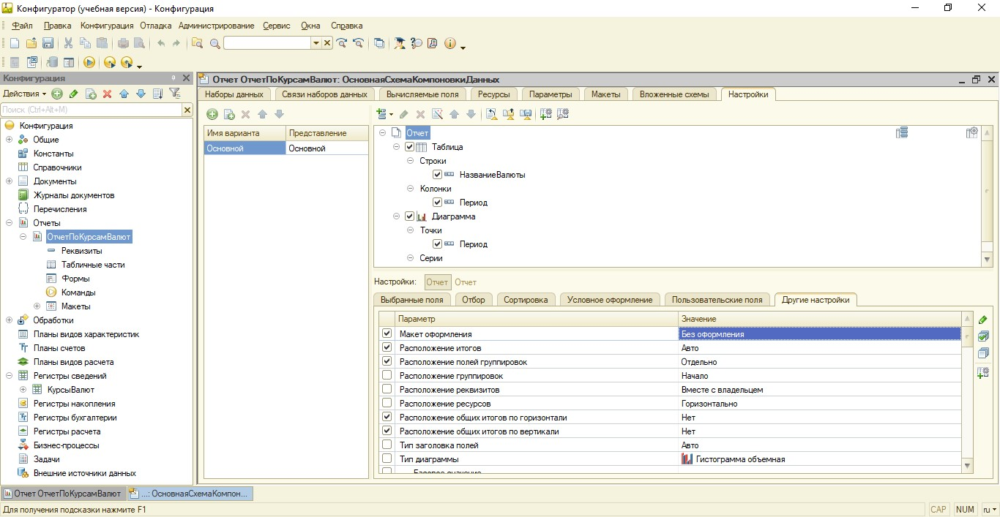 Конфигуратор (учебная версия) - Конфигурация
Файл Правка Конфигурация Отладка Администрирование Сервис Окна Справка
Конфигурация
Действия
Поиск (Ctrl+Alt+M)
Конфигурация
Общие
Константы
Справочники
Документы
Журналы документов
Перечисления
Отчеты
ОтчетПоКурсамВалют
Реквизиты
Табличные части
Формы
Команды
Макеты
Обработки
Планы видов характеристик
Планы счетов
Планы видов расчета
Регистры сведений
КурсыВалют
Регистры накопления
Регистры бухгалтерии
Регистры расчета
Бизнес-процессы
Задачи
Внешние источники данных
Отчет ОтчетПоКурсамВалют: ОсновнаяСхемаКомпоновкиДанных
Наборы данных Связи наборов данных Вычисляемые поля Ресурсы Параметры Макеты Вложенные схемы Настройки
Имя варианта Представление
Основной Основной
Отчет
Таблица
Строки
НазваниеВалюты
Колонки
Период
Диаграмма
Точки
Период
Серии
Настройки: Отчет Отчет
Выбранные поля Отбор Сортировка Условное оформление Пользовательские поля Другие настройки
Параметр Значение
Макет оформления Без оформления
Расположение итогов Авто
Расположение полей группировок Отдельно
Расположение группировок Начало
Расположение реквизитов Вместе с владельцем
Расположение ресурсов Горизонтально
Расположение общих итогов по горизонтали Нет
Расположение общих итогов по вертикали Нет
Тип заголовка полей Авто
Тип диаграммы Гистограмма объемная
Базовое значение
Отчет ОтчетПоКурсамВалют ...: ОсновнаяСхемаКомпон...
Для получения подсказки нажмите F1 CAP NUM ru